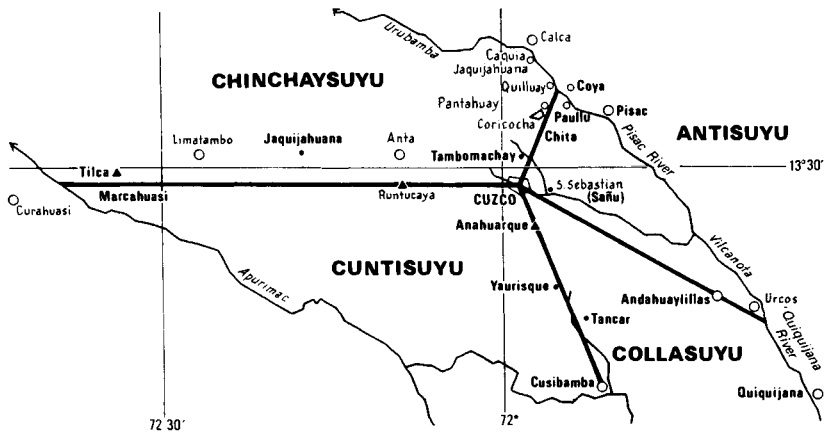 Calca
Urubamba
Caquia
Jaquijahuana
CHINCHAYSUYU
Quilluay
Coya
Pantahuay
Paullu
Pisac
Coricocha
Chita
Pisac River
ANTISUYU
Limatambo
Jaquijahuana
Anta
Tambomachay
13°30'
Tilca
S. Sebastian
(Sañu)
Marcahuasi
Runtucaya
CUZCO
Curahuasi
Anahuarque
Vilcanota
CUNTISUYU
Apurimac
Yaurisque
Andahuaylillas
Urcos
Quiquijana
River
Tancar
COLLASUYU
Cusibamba
Quiquijana
72 30'
72°